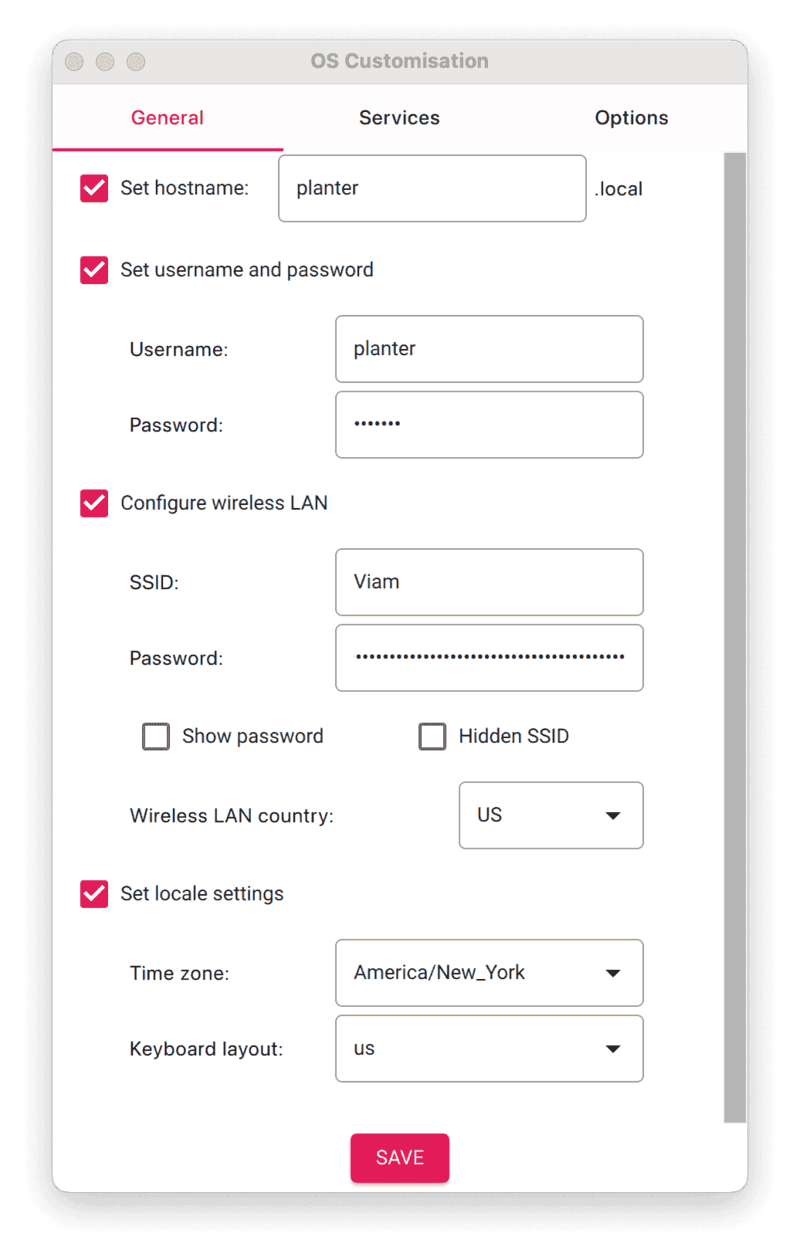 OS Customisation
General Services Options
Set hostname: planter .local
Set username and password
Username: planter
Password: •••••••
Configure wireless LAN
SSID: Viam
Password: ••••••••••••••••••••••••••••••••••••••••
Show password Hidden SSID
Wireless LAN country: US
Set locale settings
Time zone: America/New_York
Keyboard layout: us
SAVE